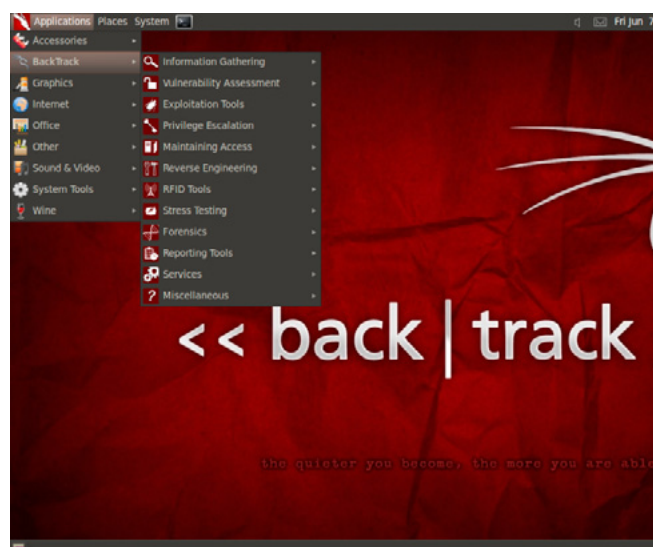 Applications Places System
Fri Jun 7
Accessories
BackTrack
Graphics
Internet
Office
Other
Sound & Video
System Tools
Wine
Information Gathering
Vulnerability Assessment
Exploitation Tools
Privilege Escalation
Maintaining Access
Reverse Engineering
RFID Tools
Stress Testing
Forensics
Reporting Tools
Services
Miscellaneous
<< back | track
the quieter you become, the more you are able